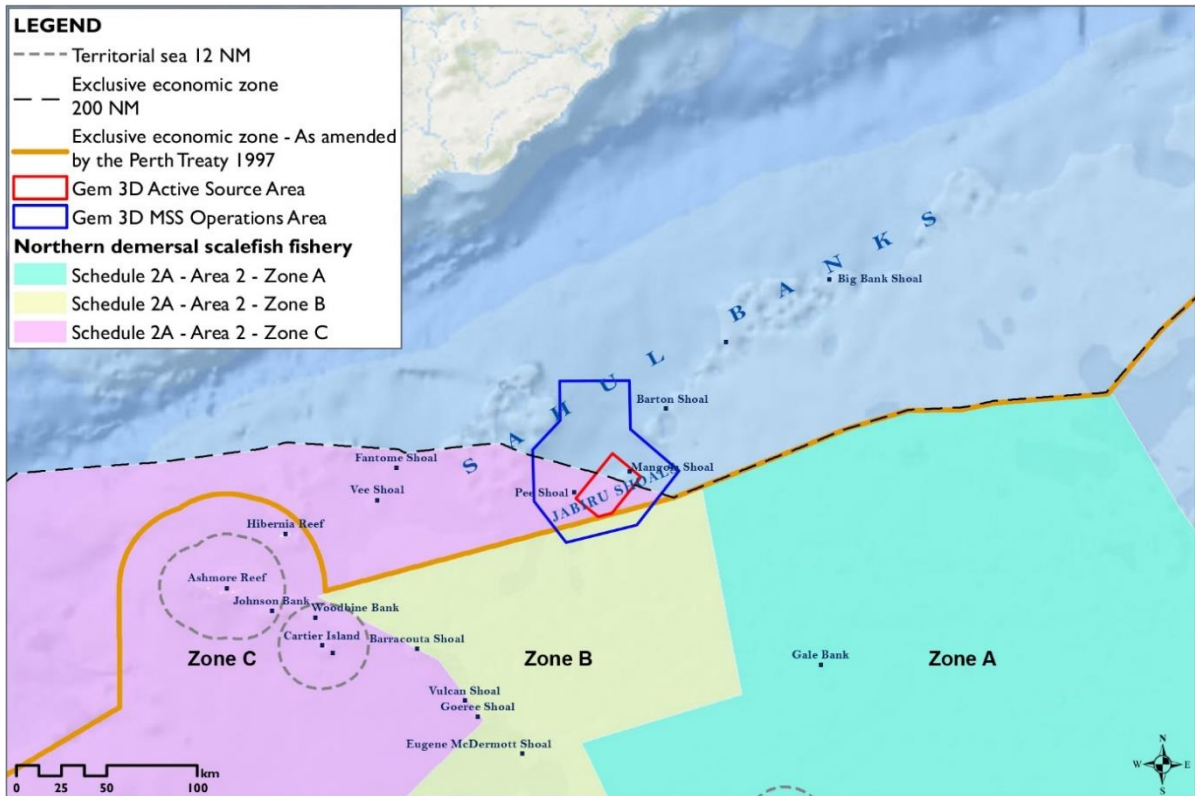 LEGEND
Territorial sea 12 NM
Exclusive economic zone
200 NM
Exclusive economic zone - As amended
by the Perth Treaty 1997
Gem 3D Active Source Area
Gem 3D MSS Operations Area
Northern demersal scalefish fishery
Schedule 2A - Area 2 - Zone A
Schedule 2A - Area 2 - Zone B
Schedule 2A - Area 2 - Zone C
SAHUL BANKS
Big Bank Shoal
Barton Shoal
Fantome Shoal
Mangola Shoal
Vee Shoal
Pee Shoal
JABIRU SHOALS
Hibernia Reef
Ashmore Reef
Johnson Bank
Woodbine Bank
Cartier Island
Barracouta Shoal
Zone C
Zone B
Gale Bank
Zone A
Vulcan Shoal
Goeree Shoal
Eugene McDermott Shoal
km
0 25 50 100
N
W E
S